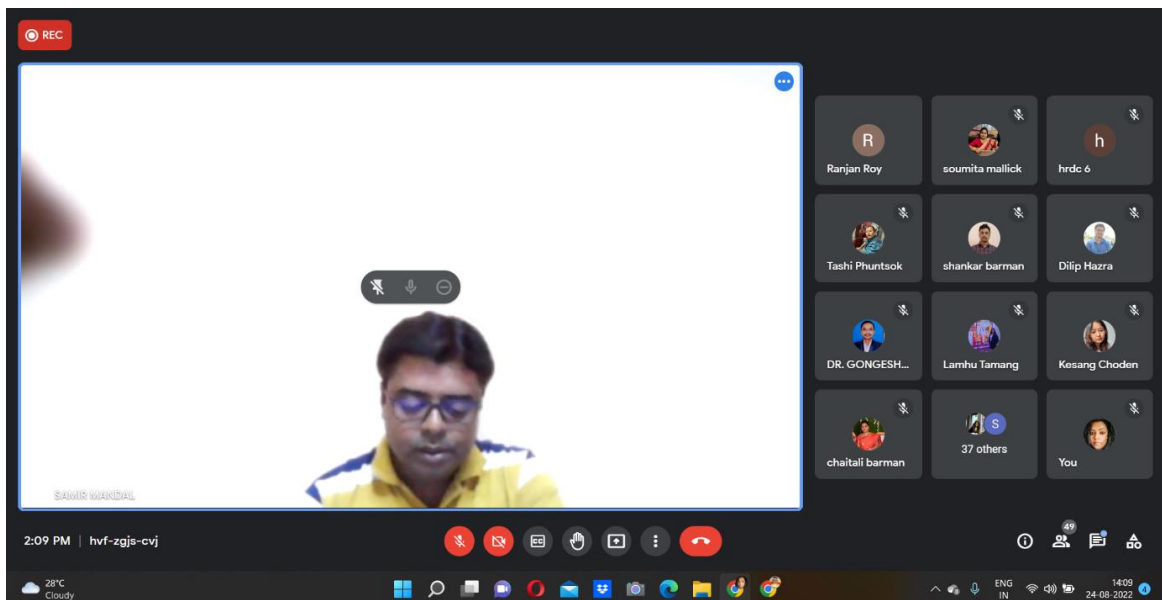 REC
SAMIR MANDAL
R
Ranjan Roy
soumita mallick
h
hrdc 6
Tashi Phuntsok
shankar barman
Dilip Hazra
DR. GONGESH...
Lamhu Tamang
Kesang Choden
chaitali barman
S
37 others
You
2:09 PM | hvf-zgjs-cvj
CC
49
28°C
Cloudy
ENG
IN
14:09
24-08-2022
4